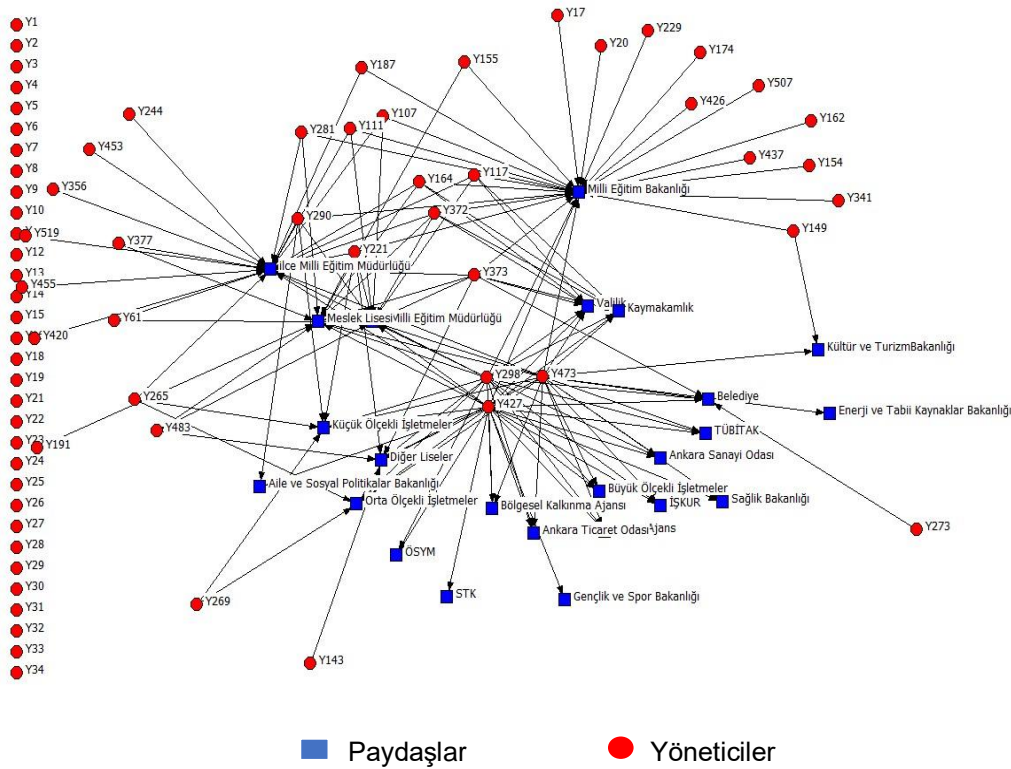 Y1
Y2
Y3
Y4
Y5
Y6
Y7
Y8
Y9
Y10
Y519
Y12
Y13
Y455
Y14
Y15
Y420
Y18
Y19
Y21
Y22
Y23
Y191
Y24
Y25
Y26
Y27
Y28
Y29
Y30
Y31
Y32
Y33
Y34
Y17
Y20
Y229
Y174
Y155
Y187
Y507
Y426
Y107
Y244
Y162
Y111
Y281
Y453
Y437
Y154
Y117
Y164
Y356
Milli Eğitim Bakanlığı
Y341
Y372
Y290
Y149
Y377
Y221
İlce Milli Eğitim Müdürlüğü
Y373
Valilik
Kaymakamlık
Y61
Meslek Lisesi
Milli Eğitim Müdürlüğü
Kültür ve TurizmBakanlığı
Y298
Y473
Y265
Belediye
Y427
Enerji ve Tabii Kaynaklar Bakanlığı
Küçük Ölçekli İşletmeler
Y483
TÜBİTAK
Diğer Liseler
Ankara Sanayi Odası
Aile ve Sosyal Politikalar Bakanlığı
Büyük Ölçekli İşletmeler
Orta Ölçekli İşletmeler
Bölgesel Kalkınma Ajansı
İŞKUR
Sağlik Bakanlığı
Ankara Ticaret Odası
Ajans
Y273
ÖSYM
Y269
STK
Gençlik ve Spor Bakanlığı
Y143
Paydaşlar
Yöneticiler